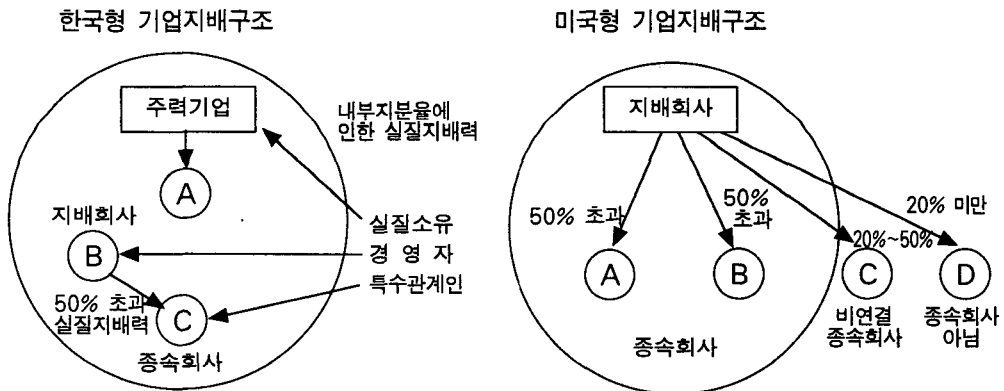 한국형 기업지배구조
주력기업
내부지분율에
인한 실질지배력
A
지배회사
B
실질소유
경 영 자
특수관계인
50% 초과
실질지배력
C
종속회사
미국형 기업지배구조
지배회사
50% 초과
50%
초과
20% 미만
20%~50%
A
B
C
D
비연결
종속회사
종속회사
아님
종속회사